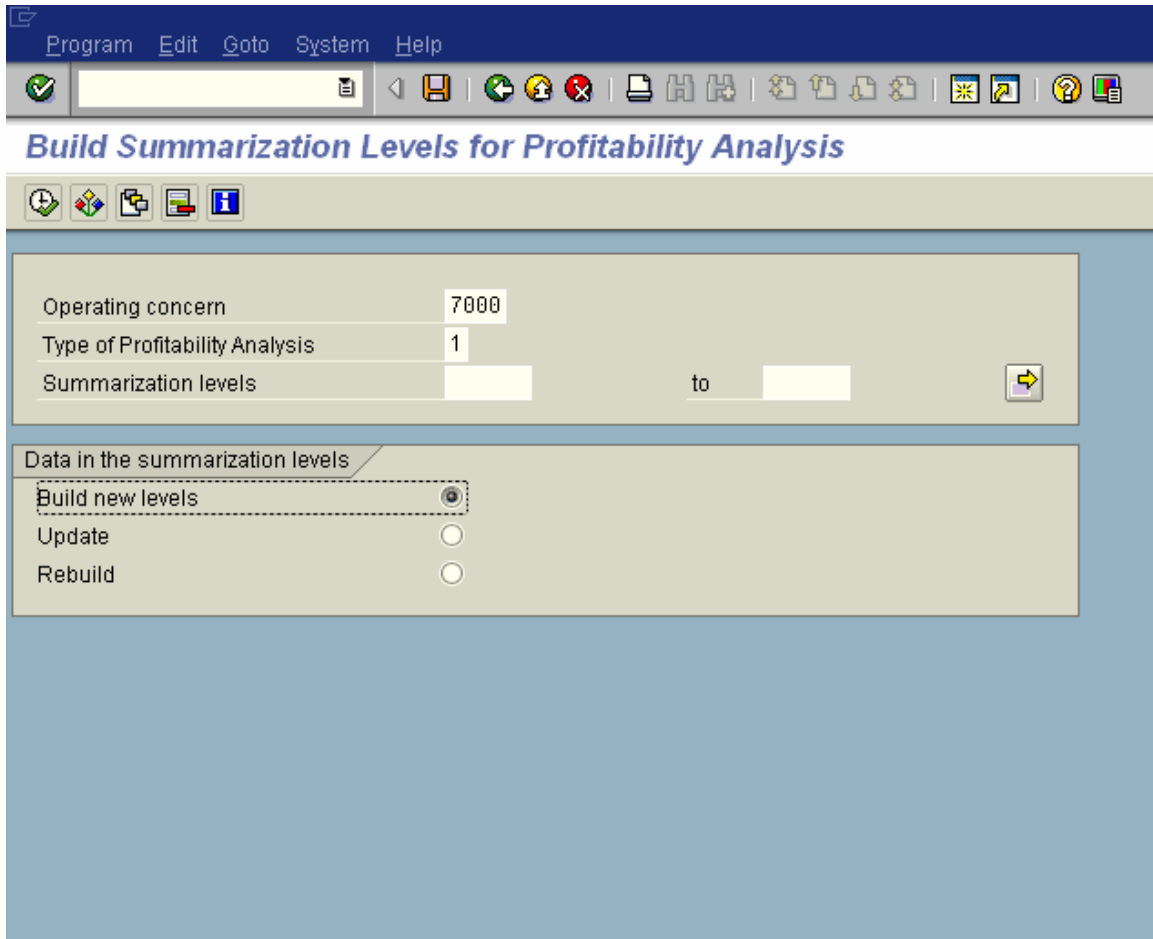 Program Edit Goto System Help
Build Summarization Levels for Profitability Analysis
Operating concern 7000
Type of Profitability Analysis 1
Summarization levels to
Data in the summarization levels
Build new levels
Update
Rebuild